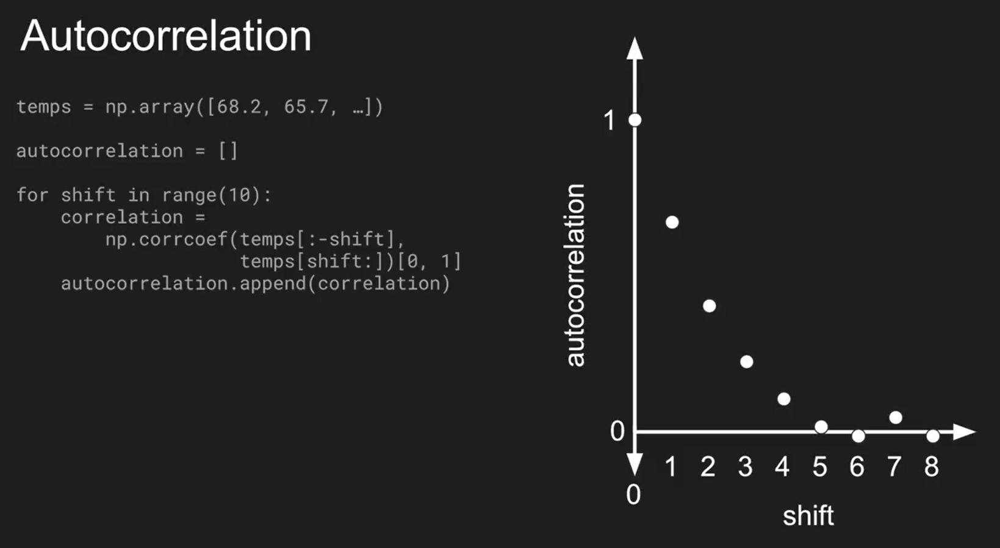 Autocorrelation
temps = np.array([68.2, 65.7, …])
autocorrelation = []
for shift in range(10):
    correlation =
        np.corrcoef(temps[:-shift],
                    temps[shift:])[0, 1]
    autocorrelation.append(correlation)
1
autocorrelation
0
1 2 3 4 5 6 7 8
0
shift